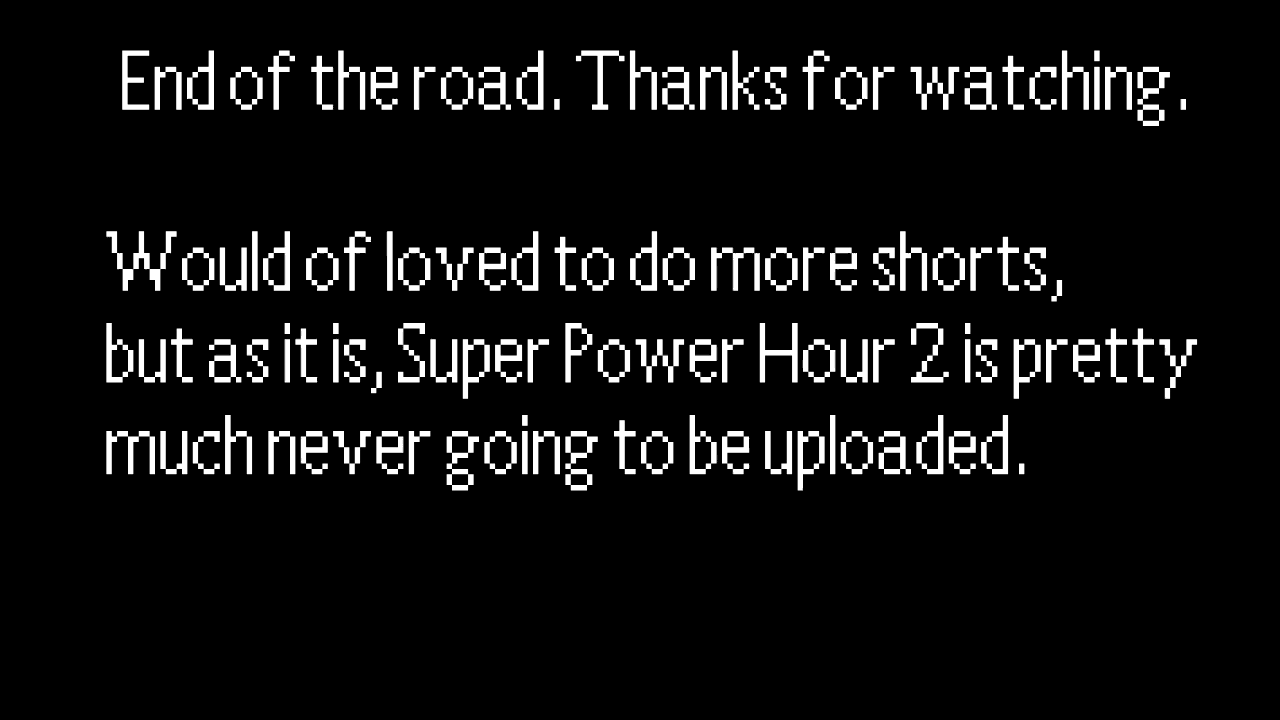 End of the road. Thanks for watching.
Would of loved to do more shorts,
but as it is, Super Power Hour 2 is pretty
much never going to be uploaded.